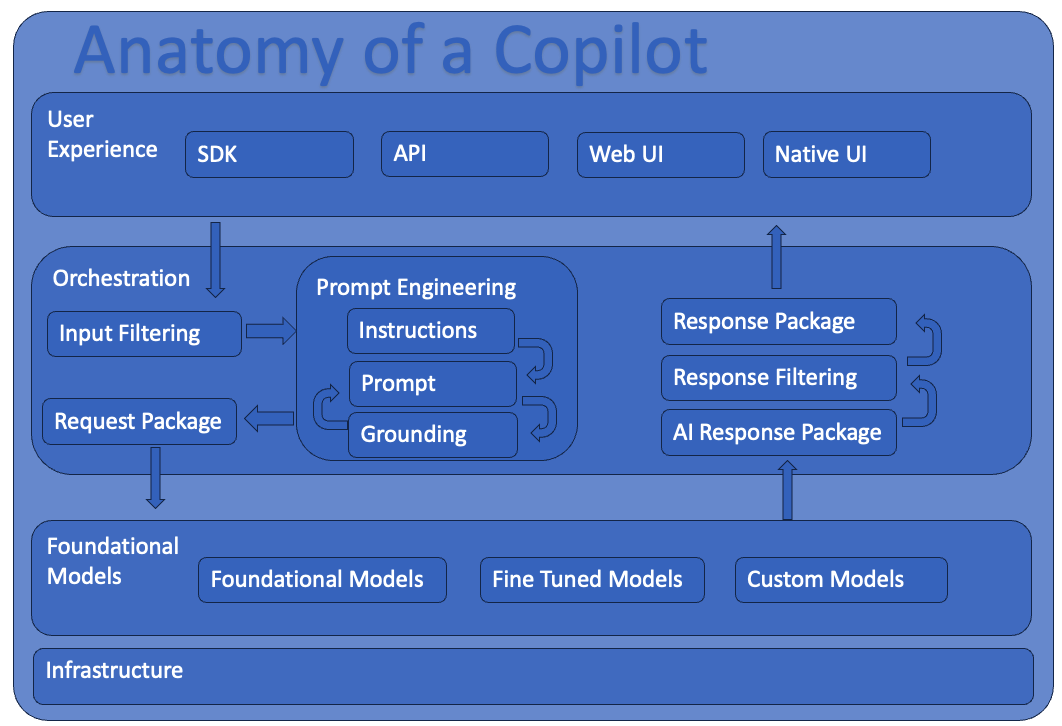 Anatomy of a Copilot
User
Experience
SDK
API
Web UI
Native UI
Orchestration
Input Filtering
Request Package
Prompt Engineering
Instructions
Prompt
Grounding
Response Package
Response Filtering
AI Response Package
Foundational
Models
Foundational Models
Fine Tuned Models
Custom Models
Infrastructure